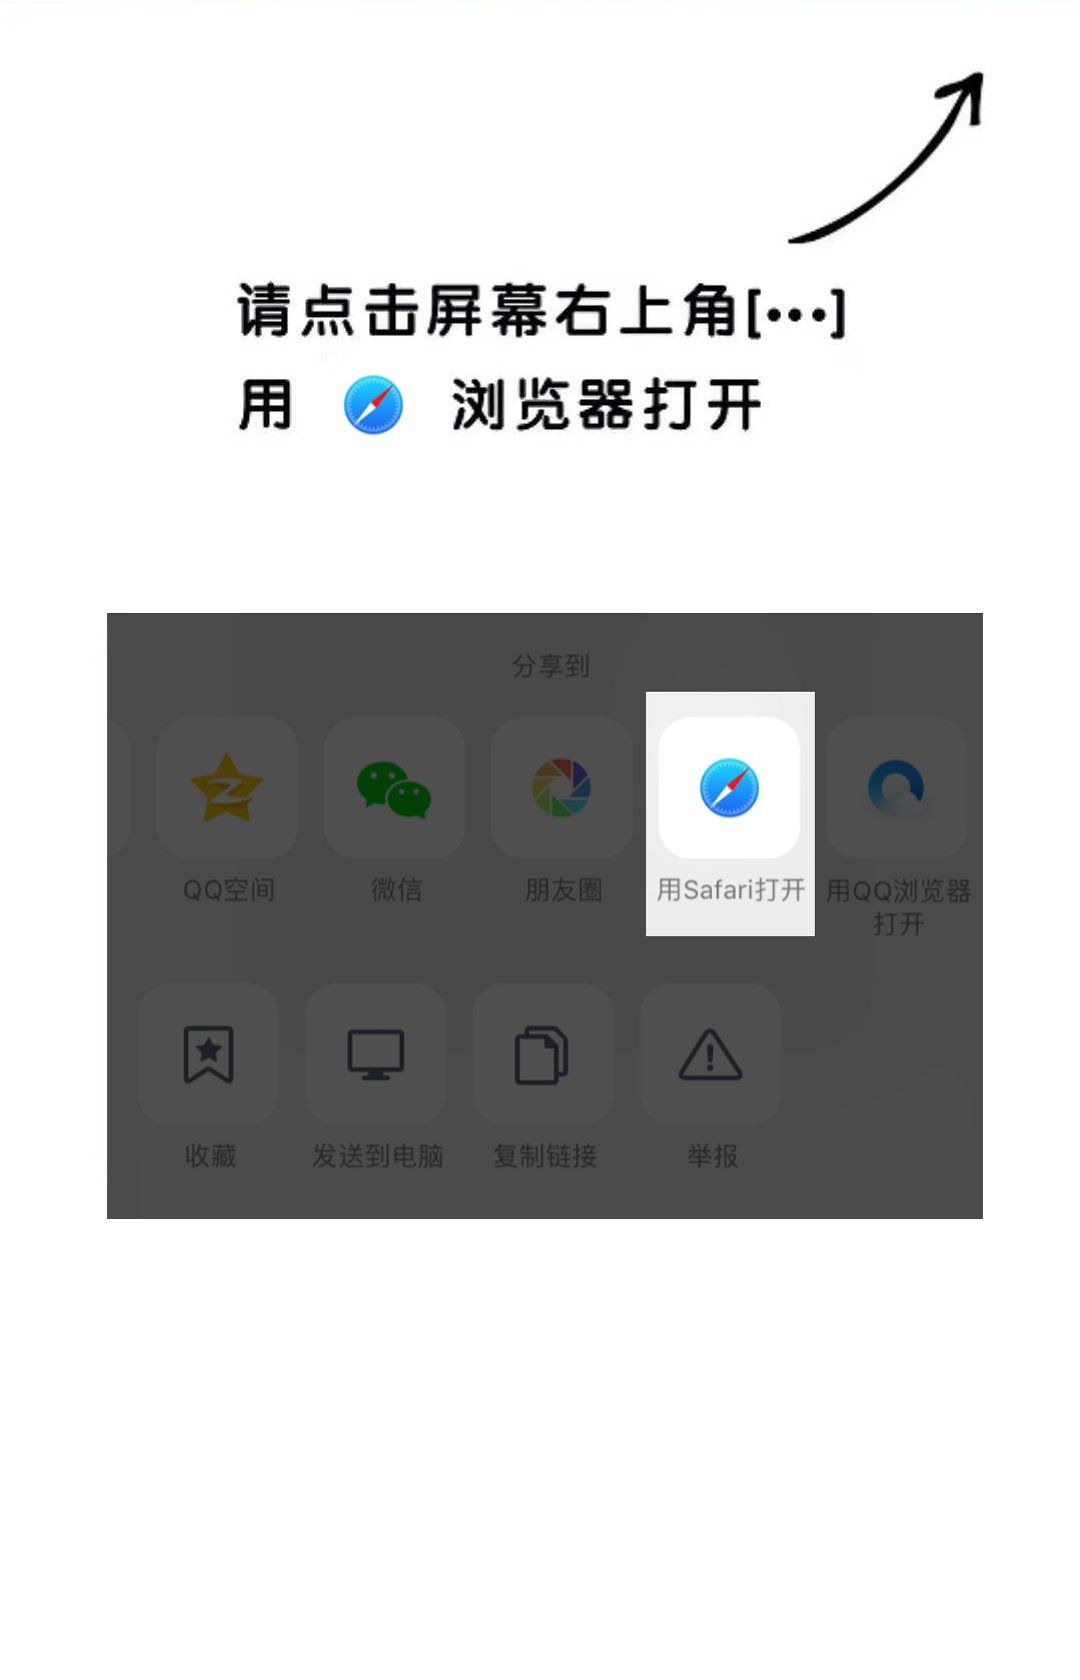 请点击屏幕右上角[•••]
用 浏览器打开
分享到
QQ空间
微信
朋友圈
用Safari打开
用QQ浏览器
打开
收藏
发送到电脑
复制链接
举报